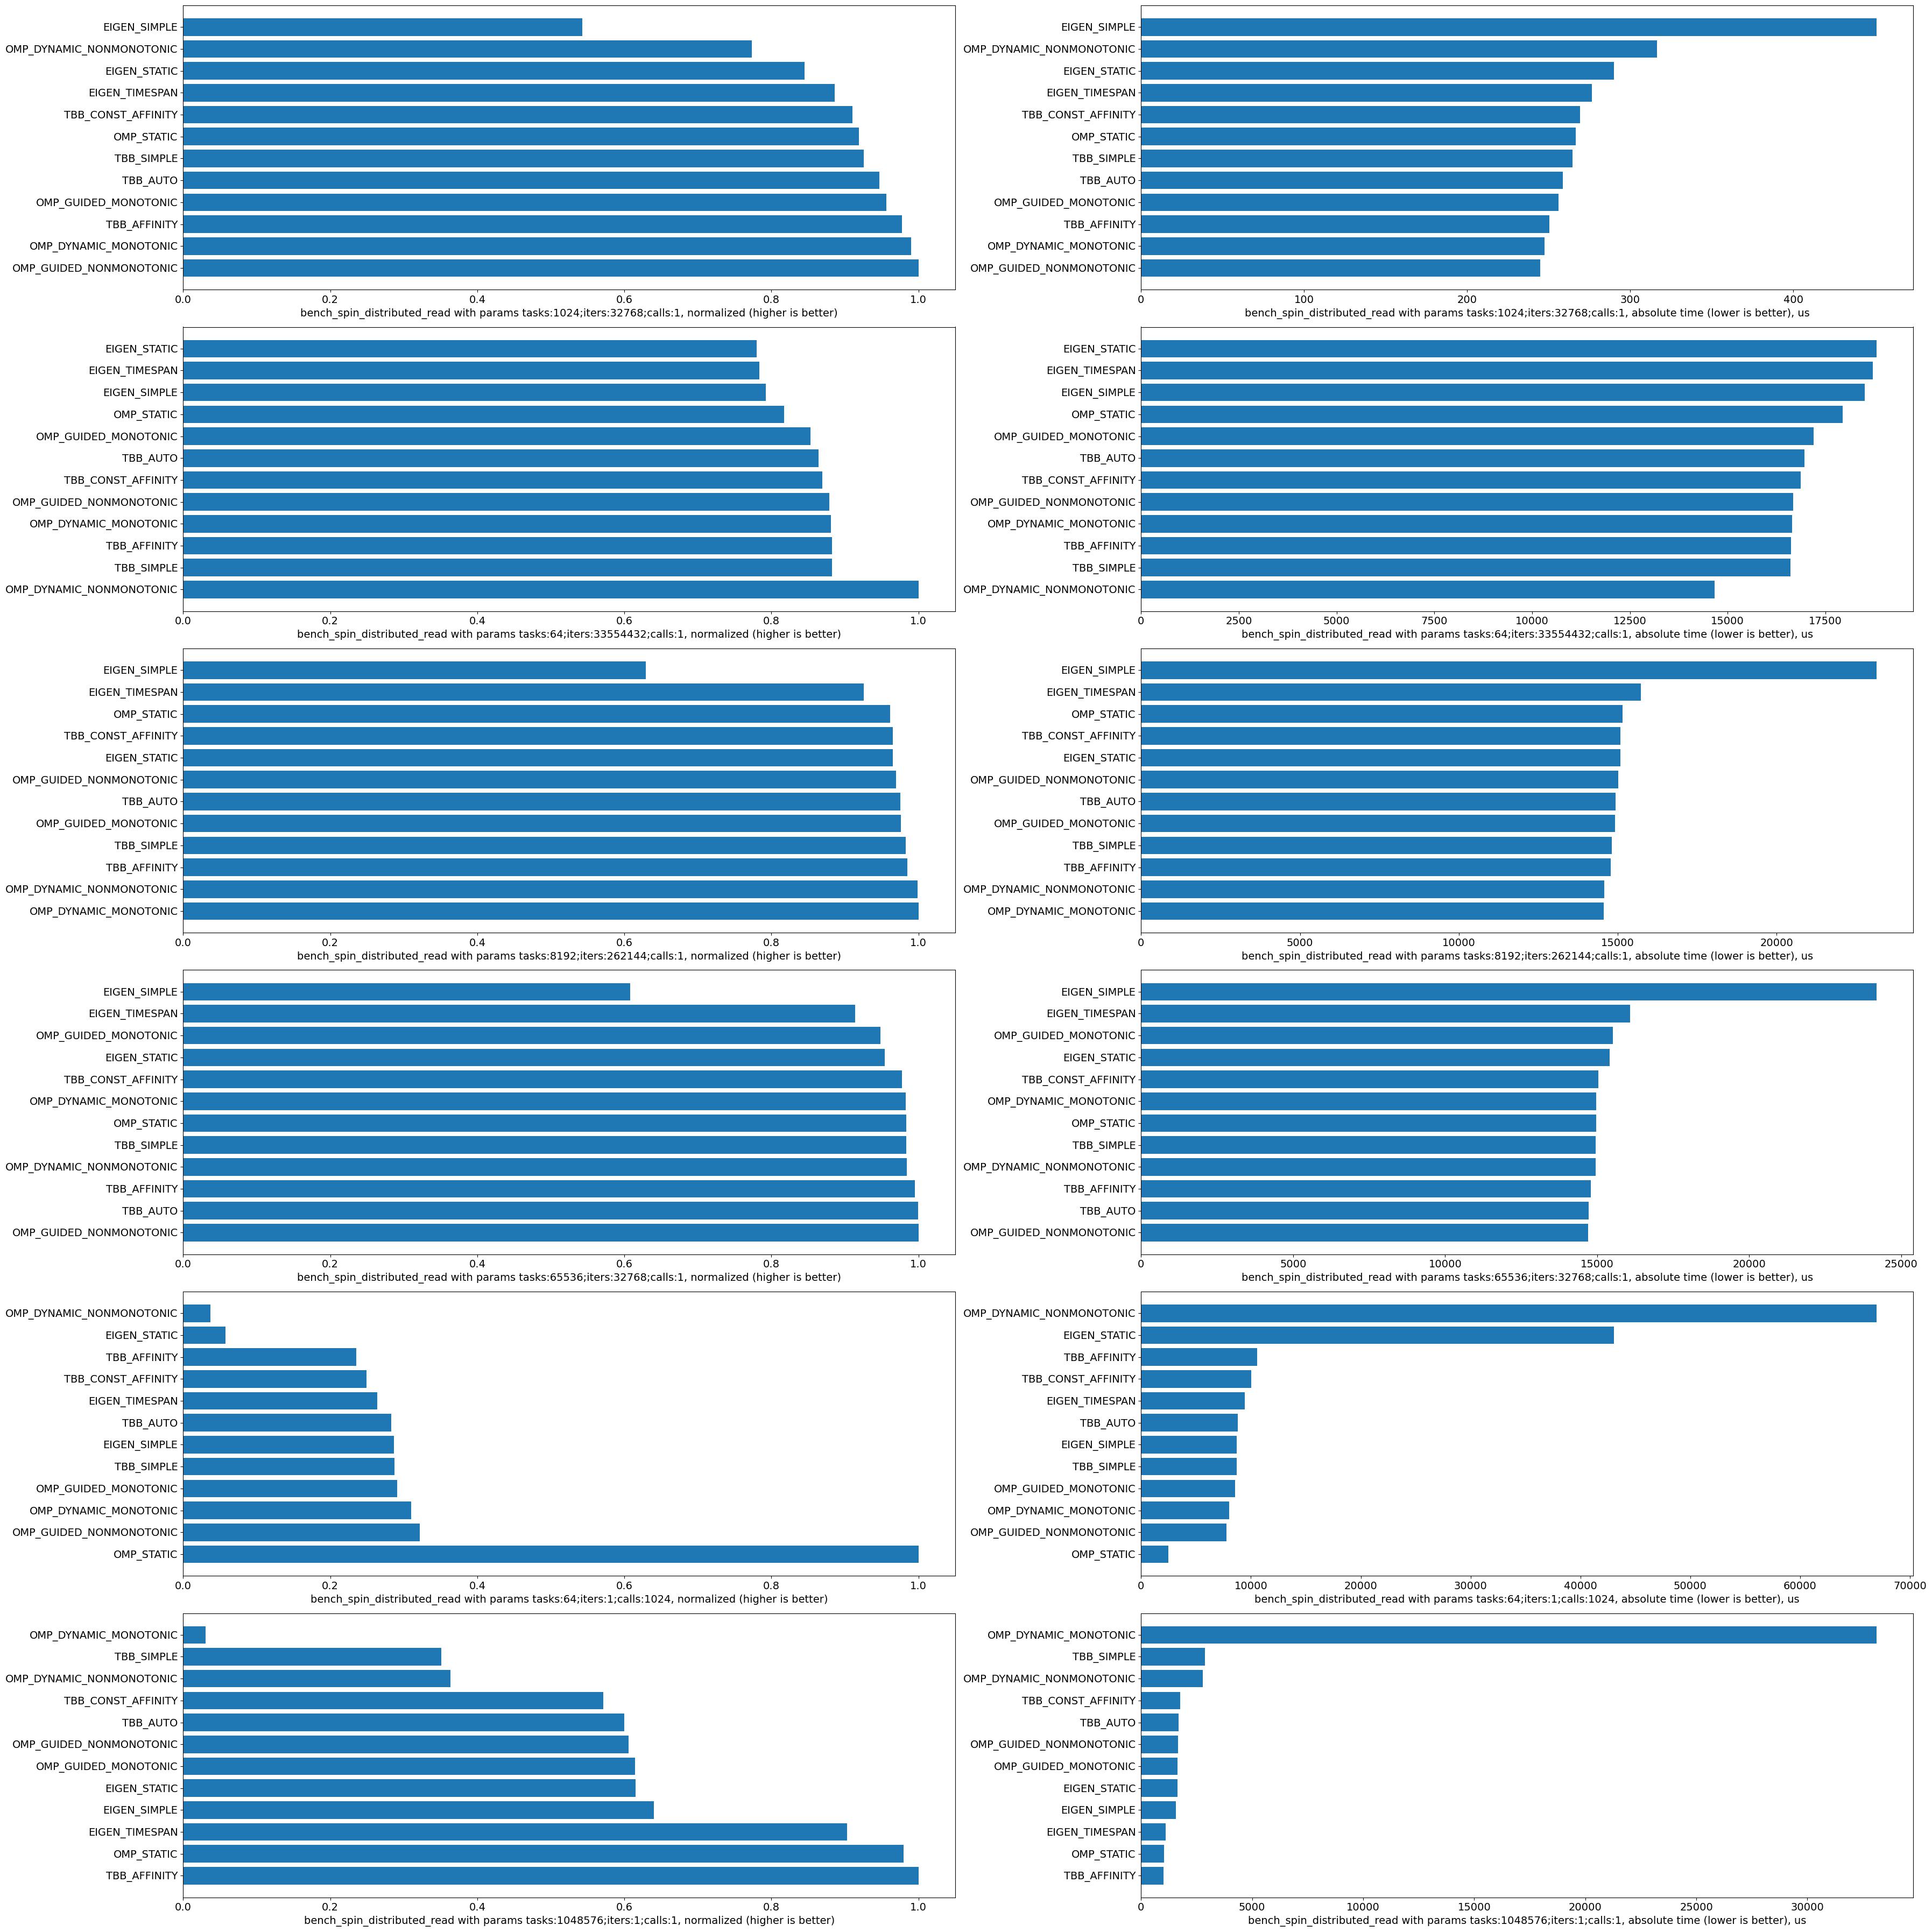 EIGEN_SIMPLE
OMP_DYNAMIC_NONMONOTONIC
EIGEN_STATIC
EIGEN_TIMESPAN
TBB_CONST_AFFINITY
OMP_STATIC
TBB_SIMPLE
TBB_AUTO
OMP_GUIDED_MONOTONIC
TBB_AFFINITY
OMP_DYNAMIC_MONOTONIC
OMP_GUIDED_NONMONOTONIC
0.0 0.2 0.4 0.6 0.8 1.0
bench_spin_distributed_read with params tasks:1024;iters:32768;calls:1, normalized (higher is better)
EIGEN_SIMPLE
OMP_DYNAMIC_NONMONOTONIC
EIGEN_STATIC
EIGEN_TIMESPAN
TBB_CONST_AFFINITY
OMP_STATIC
TBB_SIMPLE
TBB_AUTO
OMP_GUIDED_MONOTONIC
TBB_AFFINITY
OMP_DYNAMIC_MONOTONIC
OMP_GUIDED_NONMONOTONIC
0 100 200 300 400
bench_spin_distributed_read with params tasks:1024;iters:32768;calls:1, absolute time (lower is better), us
EIGEN_STATIC
EIGEN_TIMESPAN
EIGEN_SIMPLE
OMP_STATIC
OMP_GUIDED_MONOTONIC
TBB_AUTO
TBB_CONST_AFFINITY
OMP_GUIDED_NONMONOTONIC
OMP_DYNAMIC_MONOTONIC
TBB_AFFINITY
TBB_SIMPLE
OMP_DYNAMIC_NONMONOTONIC
0.0 0.2 0.4 0.6 0.8 1.0
bench_spin_distributed_read with params tasks:64;iters:33554432;calls:1, normalized (higher is better)
EIGEN_STATIC
EIGEN_TIMESPAN
EIGEN_SIMPLE
OMP_STATIC
OMP_GUIDED_MONOTONIC
TBB_AUTO
TBB_CONST_AFFINITY
OMP_GUIDED_NONMONOTONIC
OMP_DYNAMIC_MONOTONIC
TBB_AFFINITY
TBB_SIMPLE
OMP_DYNAMIC_NONMONOTONIC
0 2500 5000 7500 10000 12500 15000 17500
bench_spin_distributed_read with params tasks:64;iters:33554432;calls:1, absolute time (lower is better), us
EIGEN_SIMPLE
EIGEN_TIMESPAN
OMP_STATIC
TBB_CONST_AFFINITY
EIGEN_STATIC
OMP_GUIDED_NONMONOTONIC
TBB_AUTO
OMP_GUIDED_MONOTONIC
TBB_SIMPLE
TBB_AFFINITY
OMP_DYNAMIC_NONMONOTONIC
OMP_DYNAMIC_MONOTONIC
0.0 0.2 0.4 0.6 0.8 1.0
bench_spin_distributed_read with params tasks:8192;iters:262144;calls:1, normalized (higher is better)
EIGEN_SIMPLE
EIGEN_TIMESPAN
OMP_STATIC
TBB_CONST_AFFINITY
EIGEN_STATIC
OMP_GUIDED_NONMONOTONIC
TBB_AUTO
OMP_GUIDED_MONOTONIC
TBB_SIMPLE
TBB_AFFINITY
OMP_DYNAMIC_NONMONOTONIC
OMP_DYNAMIC_MONOTONIC
0 5000 10000 15000 20000
bench_spin_distributed_read with params tasks:8192;iters:262144;calls:1, absolute time (lower is better), us
EIGEN_SIMPLE
EIGEN_TIMESPAN
OMP_GUIDED_MONOTONIC
EIGEN_STATIC
TBB_CONST_AFFINITY
OMP_DYNAMIC_MONOTONIC
OMP_STATIC
TBB_SIMPLE
OMP_DYNAMIC_NONMONOTONIC
TBB_AFFINITY
TBB_AUTO
OMP_GUIDED_NONMONOTONIC
0.0 0.2 0.4 0.6 0.8 1.0
bench_spin_distributed_read with params tasks:65536;iters:32768;calls:1, normalized (higher is better)
EIGEN_SIMPLE
EIGEN_TIMESPAN
OMP_GUIDED_MONOTONIC
EIGEN_STATIC
TBB_CONST_AFFINITY
OMP_DYNAMIC_MONOTONIC
OMP_STATIC
TBB_SIMPLE
OMP_DYNAMIC_NONMONOTONIC
TBB_AFFINITY
TBB_AUTO
OMP_GUIDED_NONMONOTONIC
0 5000 10000 15000 20000 25000
bench_spin_distributed_read with params tasks:65536;iters:32768;calls:1, absolute time (lower is better), us
OMP_DYNAMIC_NONMONOTONIC
EIGEN_STATIC
TBB_AFFINITY
TBB_CONST_AFFINITY
EIGEN_TIMESPAN
TBB_AUTO
EIGEN_SIMPLE
TBB_SIMPLE
OMP_GUIDED_MONOTONIC
OMP_DYNAMIC_MONOTONIC
OMP_GUIDED_NONMONOTONIC
OMP_STATIC
0.0 0.2 0.4 0.6 0.8 1.0
bench_spin_distributed_read with params tasks:64;iters:1;calls:1024, normalized (higher is better)
OMP_DYNAMIC_NONMONOTONIC
EIGEN_STATIC
TBB_AFFINITY
TBB_CONST_AFFINITY
EIGEN_TIMESPAN
TBB_AUTO
EIGEN_SIMPLE
TBB_SIMPLE
OMP_GUIDED_MONOTONIC
OMP_DYNAMIC_MONOTONIC
OMP_GUIDED_NONMONOTONIC
OMP_STATIC
0 10000 20000 30000 40000 50000 60000 70000
bench_spin_distributed_read with params tasks:64;iters:1;calls:1024, absolute time (lower is better), us
OMP_DYNAMIC_MONOTONIC
TBB_SIMPLE
OMP_DYNAMIC_NONMONOTONIC
TBB_CONST_AFFINITY
TBB_AUTO
OMP_GUIDED_NONMONOTONIC
OMP_GUIDED_MONOTONIC
EIGEN_STATIC
EIGEN_SIMPLE
EIGEN_TIMESPAN
OMP_STATIC
TBB_AFFINITY
0.0 0.2 0.4 0.6 0.8 1.0
bench_spin_distributed_read with params tasks:1048576;iters:1;calls:1, normalized (higher is better)
OMP_DYNAMIC_MONOTONIC
TBB_SIMPLE
OMP_DYNAMIC_NONMONOTONIC
TBB_CONST_AFFINITY
TBB_AUTO
OMP_GUIDED_NONMONOTONIC
OMP_GUIDED_MONOTONIC
EIGEN_STATIC
EIGEN_SIMPLE
EIGEN_TIMESPAN
OMP_STATIC
TBB_AFFINITY
0 5000 10000 15000 20000 25000 30000
bench_spin_distributed_read with params tasks:1048576;iters:1;calls:1, absolute time (lower is better), us